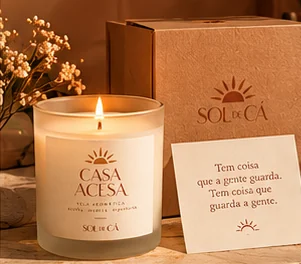 CASA
ACESA
VELA AROMÁTICA
SOL DE CÁ
SOL DE CÁ
Tem coisa
que a gente guarda.
Tem coisa que
guarda a gente.